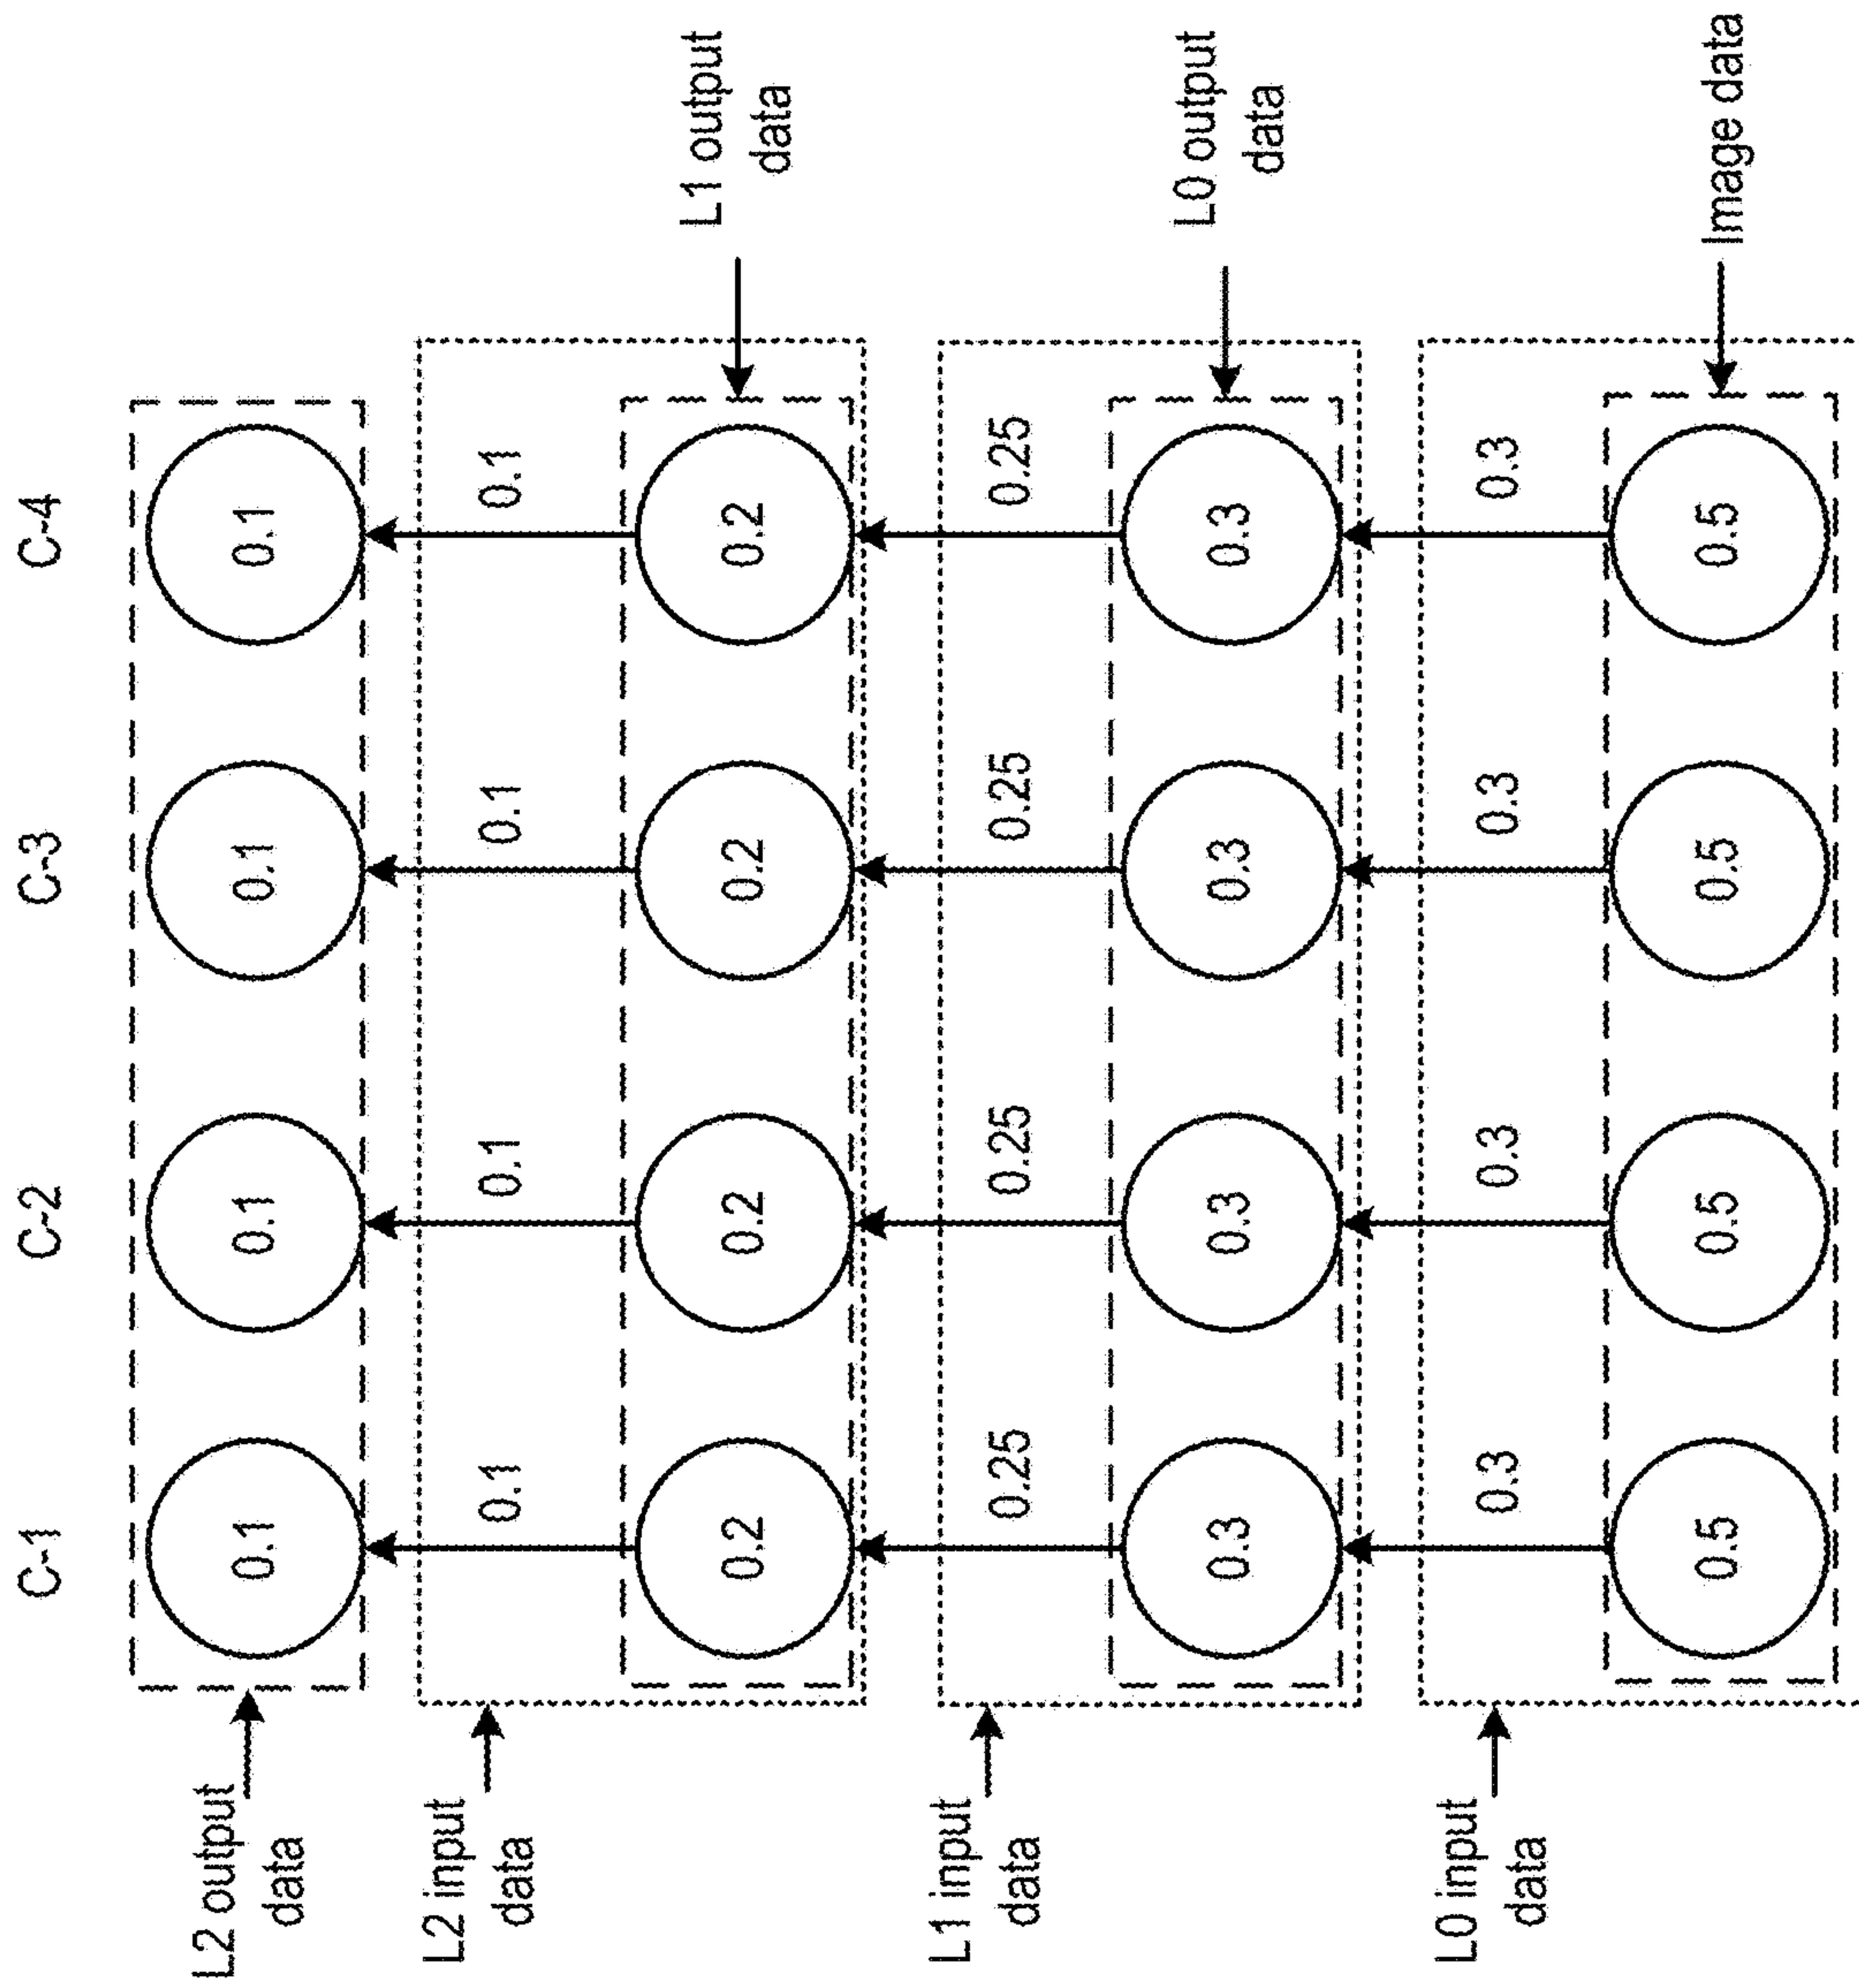 C-1 C-2 C-3 C-4
L2 output
data
0.1 0.1 0.1 0.1
L2 input
data
0.1 0.1 0.1 0.1
0.2 0.2 0.2 0.2
L1 output
data
L1 input
data
0.25 0.25 0.25 0.25
0.3 0.3 0.3 0.3
L0 output
data
L0 input
data
0.3 0.3 0.3 0.3
0.5 0.5 0.5 0.5
Image data